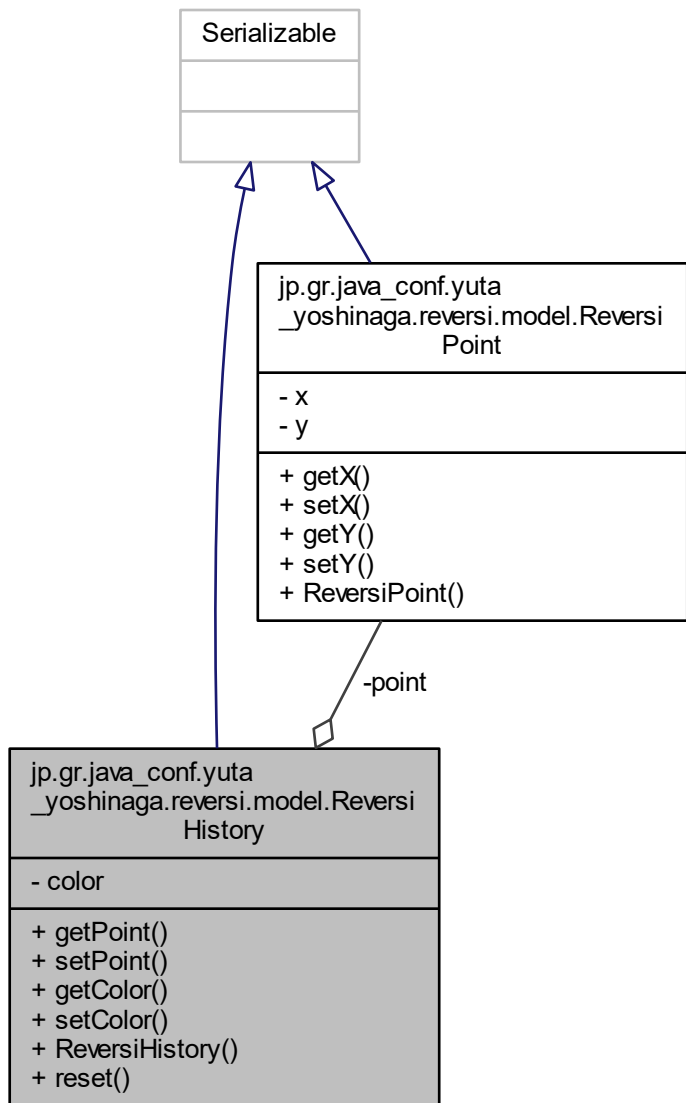 Serializable
jp.gr.java_conf.yuta
_yoshinaga.reversi.model.Reversi
Point
- x
- y
+ getX()
+ setX()
+ getY()
+ setY()
+ ReversiPoint()
-point
jp.gr.java_conf.yuta
_yoshinaga.reversi.model.Reversi
History
- color
+ getPoint()
+ setPoint()
+ getColor()
+ setColor()
+ ReversiHistory()
+ reset()